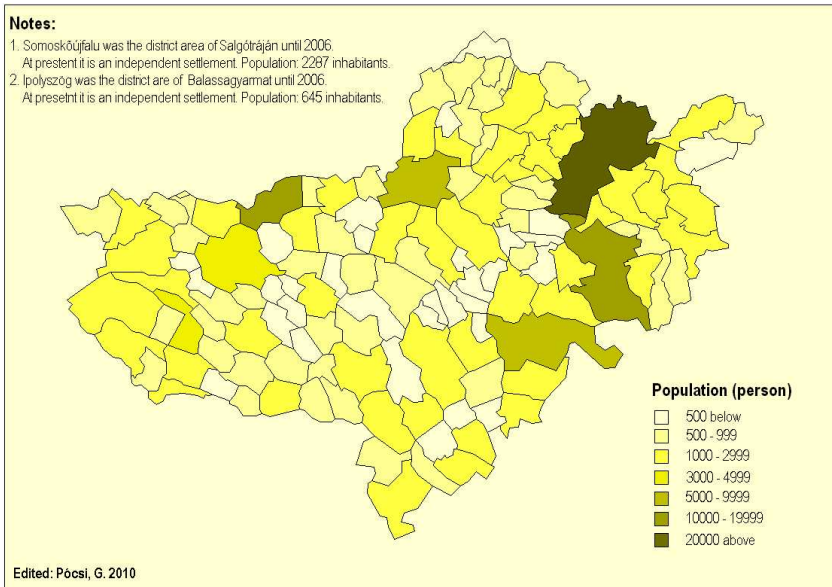 Notes:
1. Somoskõújfalu was the district area of Salgótráján until 2006.
At prestent it is an independent settlement. Population: 2287 inhabitants.
2. Ipolyszög was the district are of Balassagyarmat until 2006.
At presetnt it is an independent settlement. Population: 645 inhabitants.
Population (person)
500 below
500 - 999
1000 - 2999
3000 - 4999
5000 - 9999
10000 - 19999
20000 above
Edited: Pócsi, G. 2010